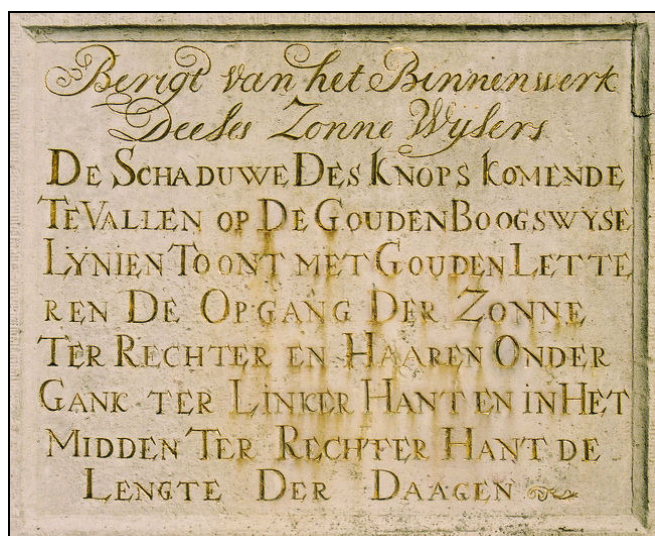 Berigt van het Binnenwerk
Deeses Zonne Wysers
DE SCHADUWE DES KNOPS KOMENDE
TE VALLEN OP DE GOUDEN BOOGSWYSE
LYNIEN TOONT MET GOUDEN LETTE
REN DE OPGANG DER ZONNE
TER RECHTER EN HAAREN ONDER
GANK TER LINKER HANT EN IN HET
MIDDEN TER RECHTER HANT DE
LENGTE DER DAAGEN